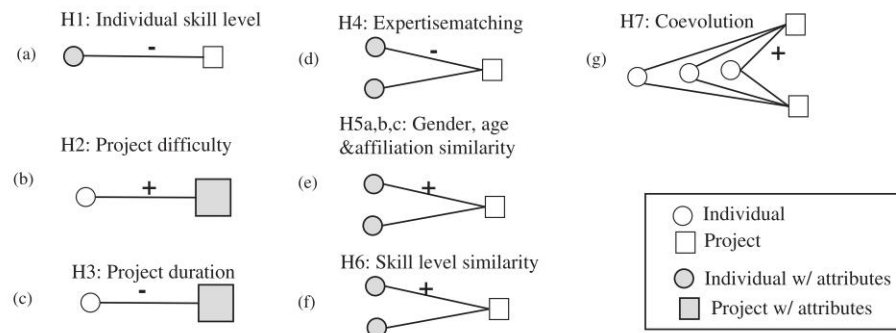 H1: Individual skill level
(a)
-
H2: Project difficulty
(b)
+
H3: Project duration
(c)
-
H4: Expertisematching
(d)
-
H5a,b,c: Gender, age
&affiliation similarity
(e)
+
H6: Skill level similarity
(f)
+
H7: Coevolution
(g)
+
Individual
Project
Individual w/ attributes
Project w/ attributes